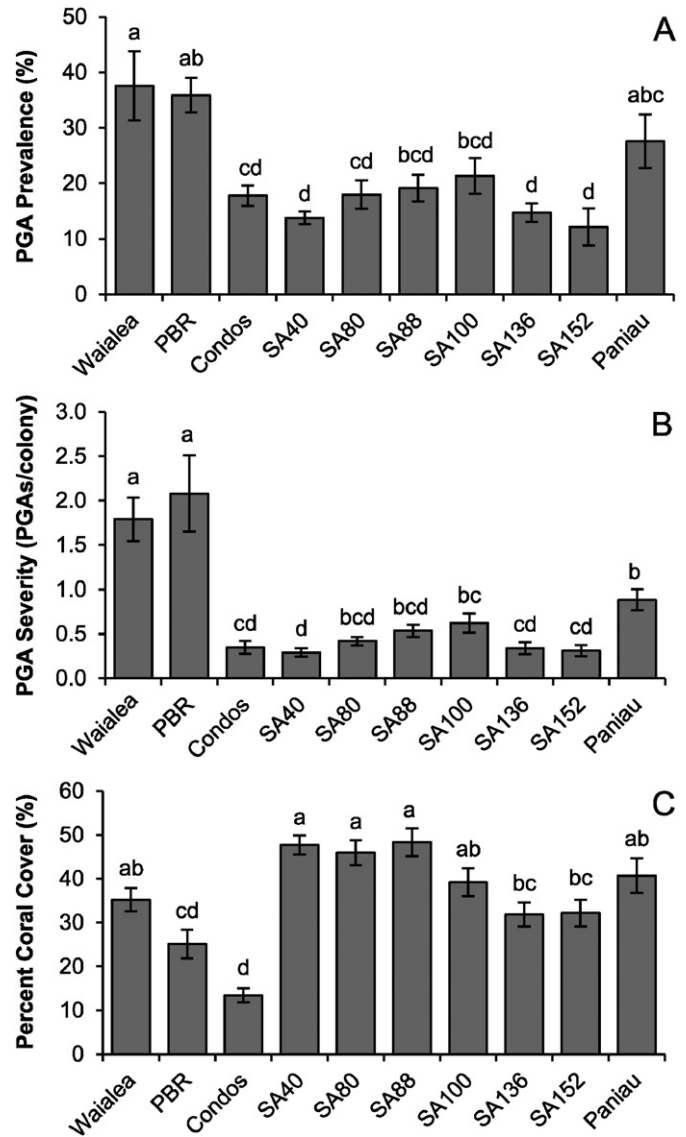 A
PGA Prevalence (%)
50
40
30
20
10
0
a
ab
cd
d
cd
bcd
bcd
d
d
abc
Waialea
PBR
Condos
SA40
SA80
SA88
SA100
SA136
SA152
Paniau
B
PGA Severity (PGAs/colony)
3.0
2.5
2.0
1.5
1.0
0.5
0.0
a
a
cd
d
bcd
bcd
bc
cd
cd
b
Waialea
PBR
Condos
SA40
SA80
SA88
SA100
SA136
SA152
Paniau
C
Percent Coral Cover (%)
60
50
40
30
20
10
0
ab
cd
d
a
a
a
ab
bc
bc
ab
Waialea
PBR
Condos
SA40
SA80
SA88
SA100
SA136
SA152
Paniau